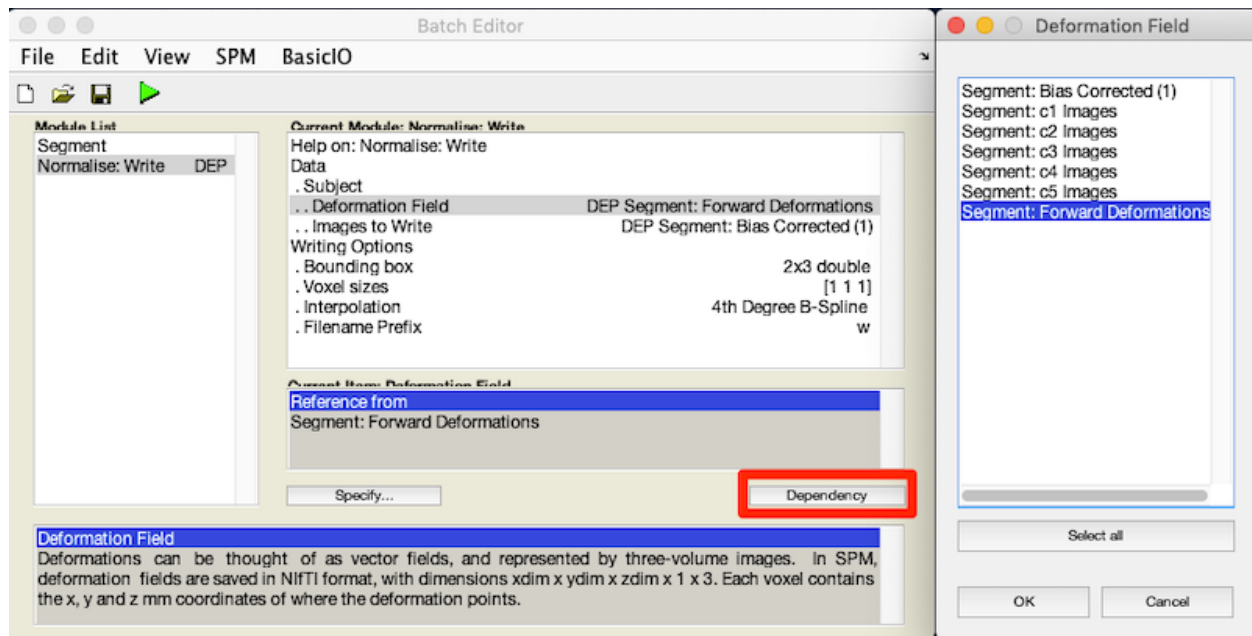 Batch Editor
File Edit View SPM BasicIO
Module List
Segment
Normalise: Write DEP
Current Module: Normalise: Write
Help on: Normalise: Write
Data
. Subject
. . Deformation Field DEP Segment: Forward Deformations
. . Images to Write DEP Segment: Bias Corrected (1)
Writing Options
. Bounding box 2x3 double
. Voxel sizes [1 1 1]
. Interpolation 4th Degree B-Spline
. Filename Prefix w
Current Item: Deformation Field
Reference from
Segment: Forward Deformations
Specify...
Dependency
Deformation Field
Deformations can be thought of as vector fields, and represented by three-volume images. In SPM,
deformation fields are saved in NIfTI format, with dimensions xdim x ydim x zdim x 1 x 3. Each voxel contains
the x, y and z mm coordinates of where the deformation points.
Deformation Field
Segment: Bias Corrected (1)
Segment: c1 Images
Segment: c2 Images
Segment: c3 Images
Segment: c4 Images
Segment: c5 Images
Segment: Forward Deformations
Select all
OK
Cancel